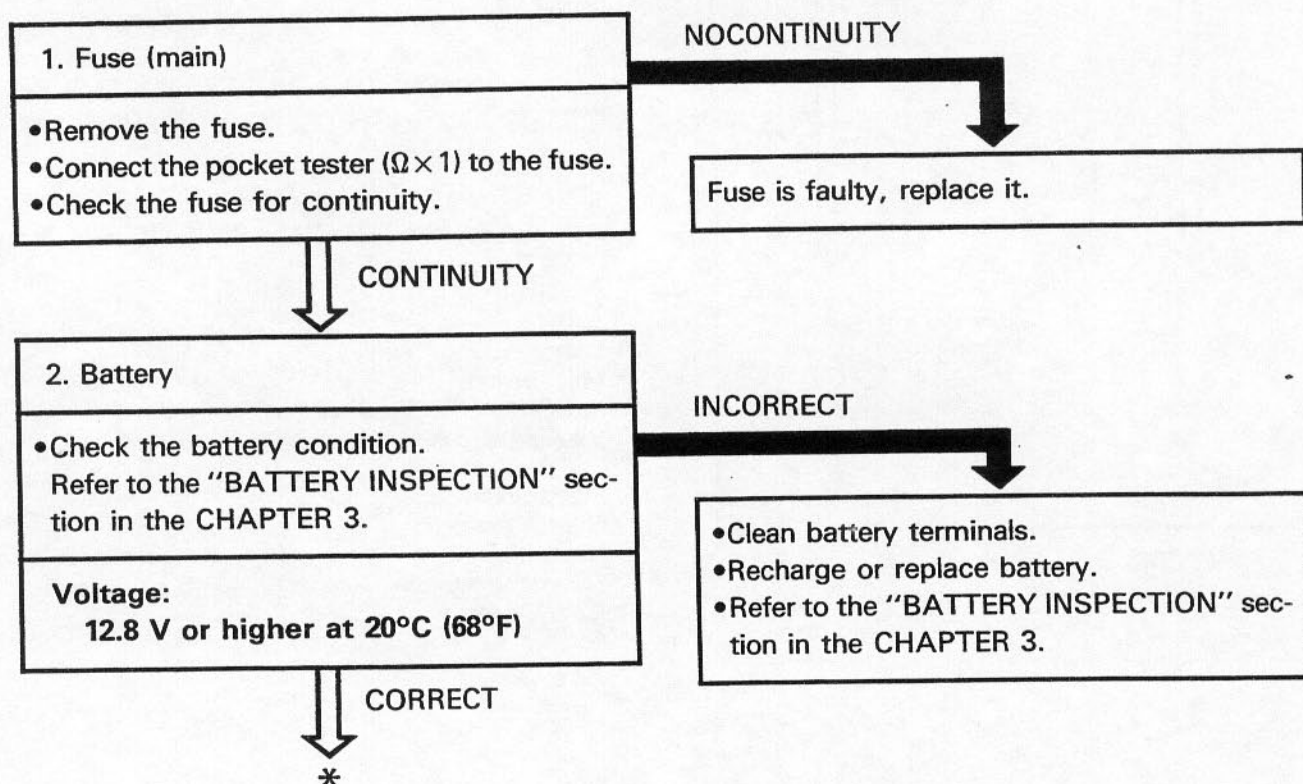 1. Fuse (main)
•Remove the fuse.
•Connect the pocket tester (Ω×1) to the fuse.
•Check the fuse for continuity.
NOCONTINUITY
Fuse is faulty, replace it.
CONTINUITY
2. Battery
•Check the battery condition.
Refer to the "BATTERY INSPECTION" sec-
tion in the CHAPTER 3.
Voltage:
12.8 V or higher at 20°C (68°F)
INCORRECT
•Clean battery terminals.
•Recharge or replace battery.
•Refer to the "BATTERY INSPECTION" sec-
tion in the CHAPTER 3.
CORRECT
*